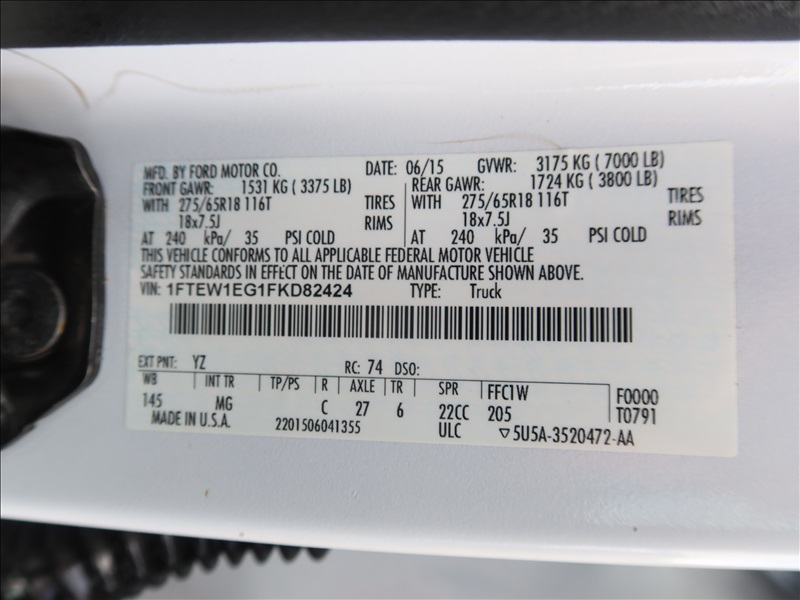 MFD. BY FORD MOTOR CO. DATE: 06/15 GVWR: 3175 KG ( 7000 LB)
FRONT GAWR: 1531 KG ( 3375 LB) REAR GAWR: 1724 KG ( 3800 LB)
WITH 275/65R18 116T TIRES WITH 275/65R18 116T TIRES
18x7.5J RIMS 18x7.5J RIMS
AT 240 kPa/ 35 PSI COLD AT 240 kPa/ 35 PSI COLD
THIS VEHICLE CONFORMS TO ALL APPLICABLE FEDERAL MOTOR VEHICLE
SAFETY STANDARDS IN EFFECT ON THE DATE OF MANUFACTURE SHOWN ABOVE.
VIN: 1FTEW1EG1FKD82424 TYPE: Truck
EXT PNT: YZ RC: 74 DSO:
WB INT TR TP/PS R AXLE TR SPR FFC1W F0000
145 MG C 27 6 22CC 205 T0791
MADE IN U.S.A. 2201506041355 ULC ▽5U5A-3520472-AA